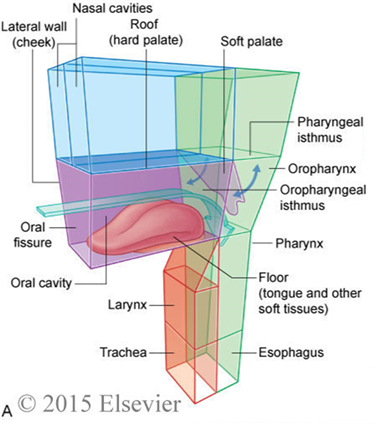 Nasal cavities
Lateral wall
(cheek)
Roof
(hard palate)
Soft palate
Pharyngeal
isthmus
Oropharynx
Oropharyngeal
isthmus
Oral
fissure
Pharynx
Oral cavity
Floor
(tongue and other
soft tissues)
Larynx
Trachea
Esophagus
A © 2015 Elsevier